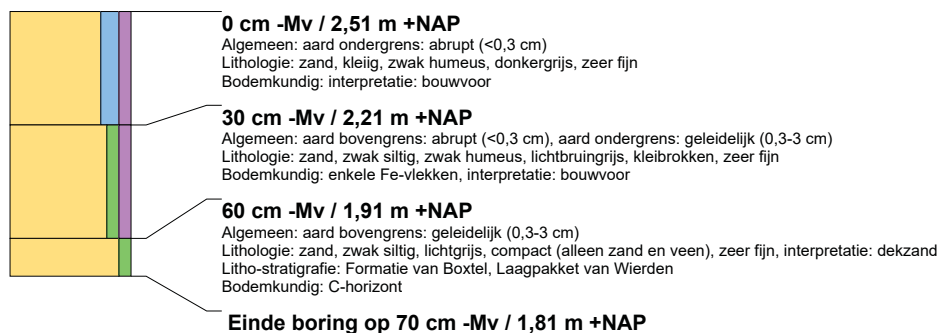 0 cm -Mv / 2,51 m +NAP
Algemeen: aard ondergrens: abrupt (<0,3 cm)
Lithologie: zand, kleiig, zwak humeus, donkergrijs, zeer fijn
Bodemkundig: interpretatie: bouwvoor
30 cm -Mv / 2,21 m +NAP
Algemeen: aard bovengrens: abrupt (<0,3 cm), aard ondergrens: geleidelijk (0,3-3 cm)
Lithologie: zand, zwak siltig, zwak humeus, lichtbruingrijs, kleibrokken, zeer fijn
Bodemkundig: enkele Fe-vlekken, interpretatie: bouwvoor
60 cm -Mv / 1,91 m +NAP
Algemeen: aard bovengrens: geleidelijk (0,3-3 cm)
Lithologie: zand, zwak siltig, lichtgrijs, compact (alleen zand en veen), zeer fijn, interpretatie: dekzand
Litho-stratigrafie: Formatie van Boxtel, Laagpakket van Wierden
Bodemkundig: C-horizont
Einde boring op 70 cm -Mv / 1,81 m +NAP